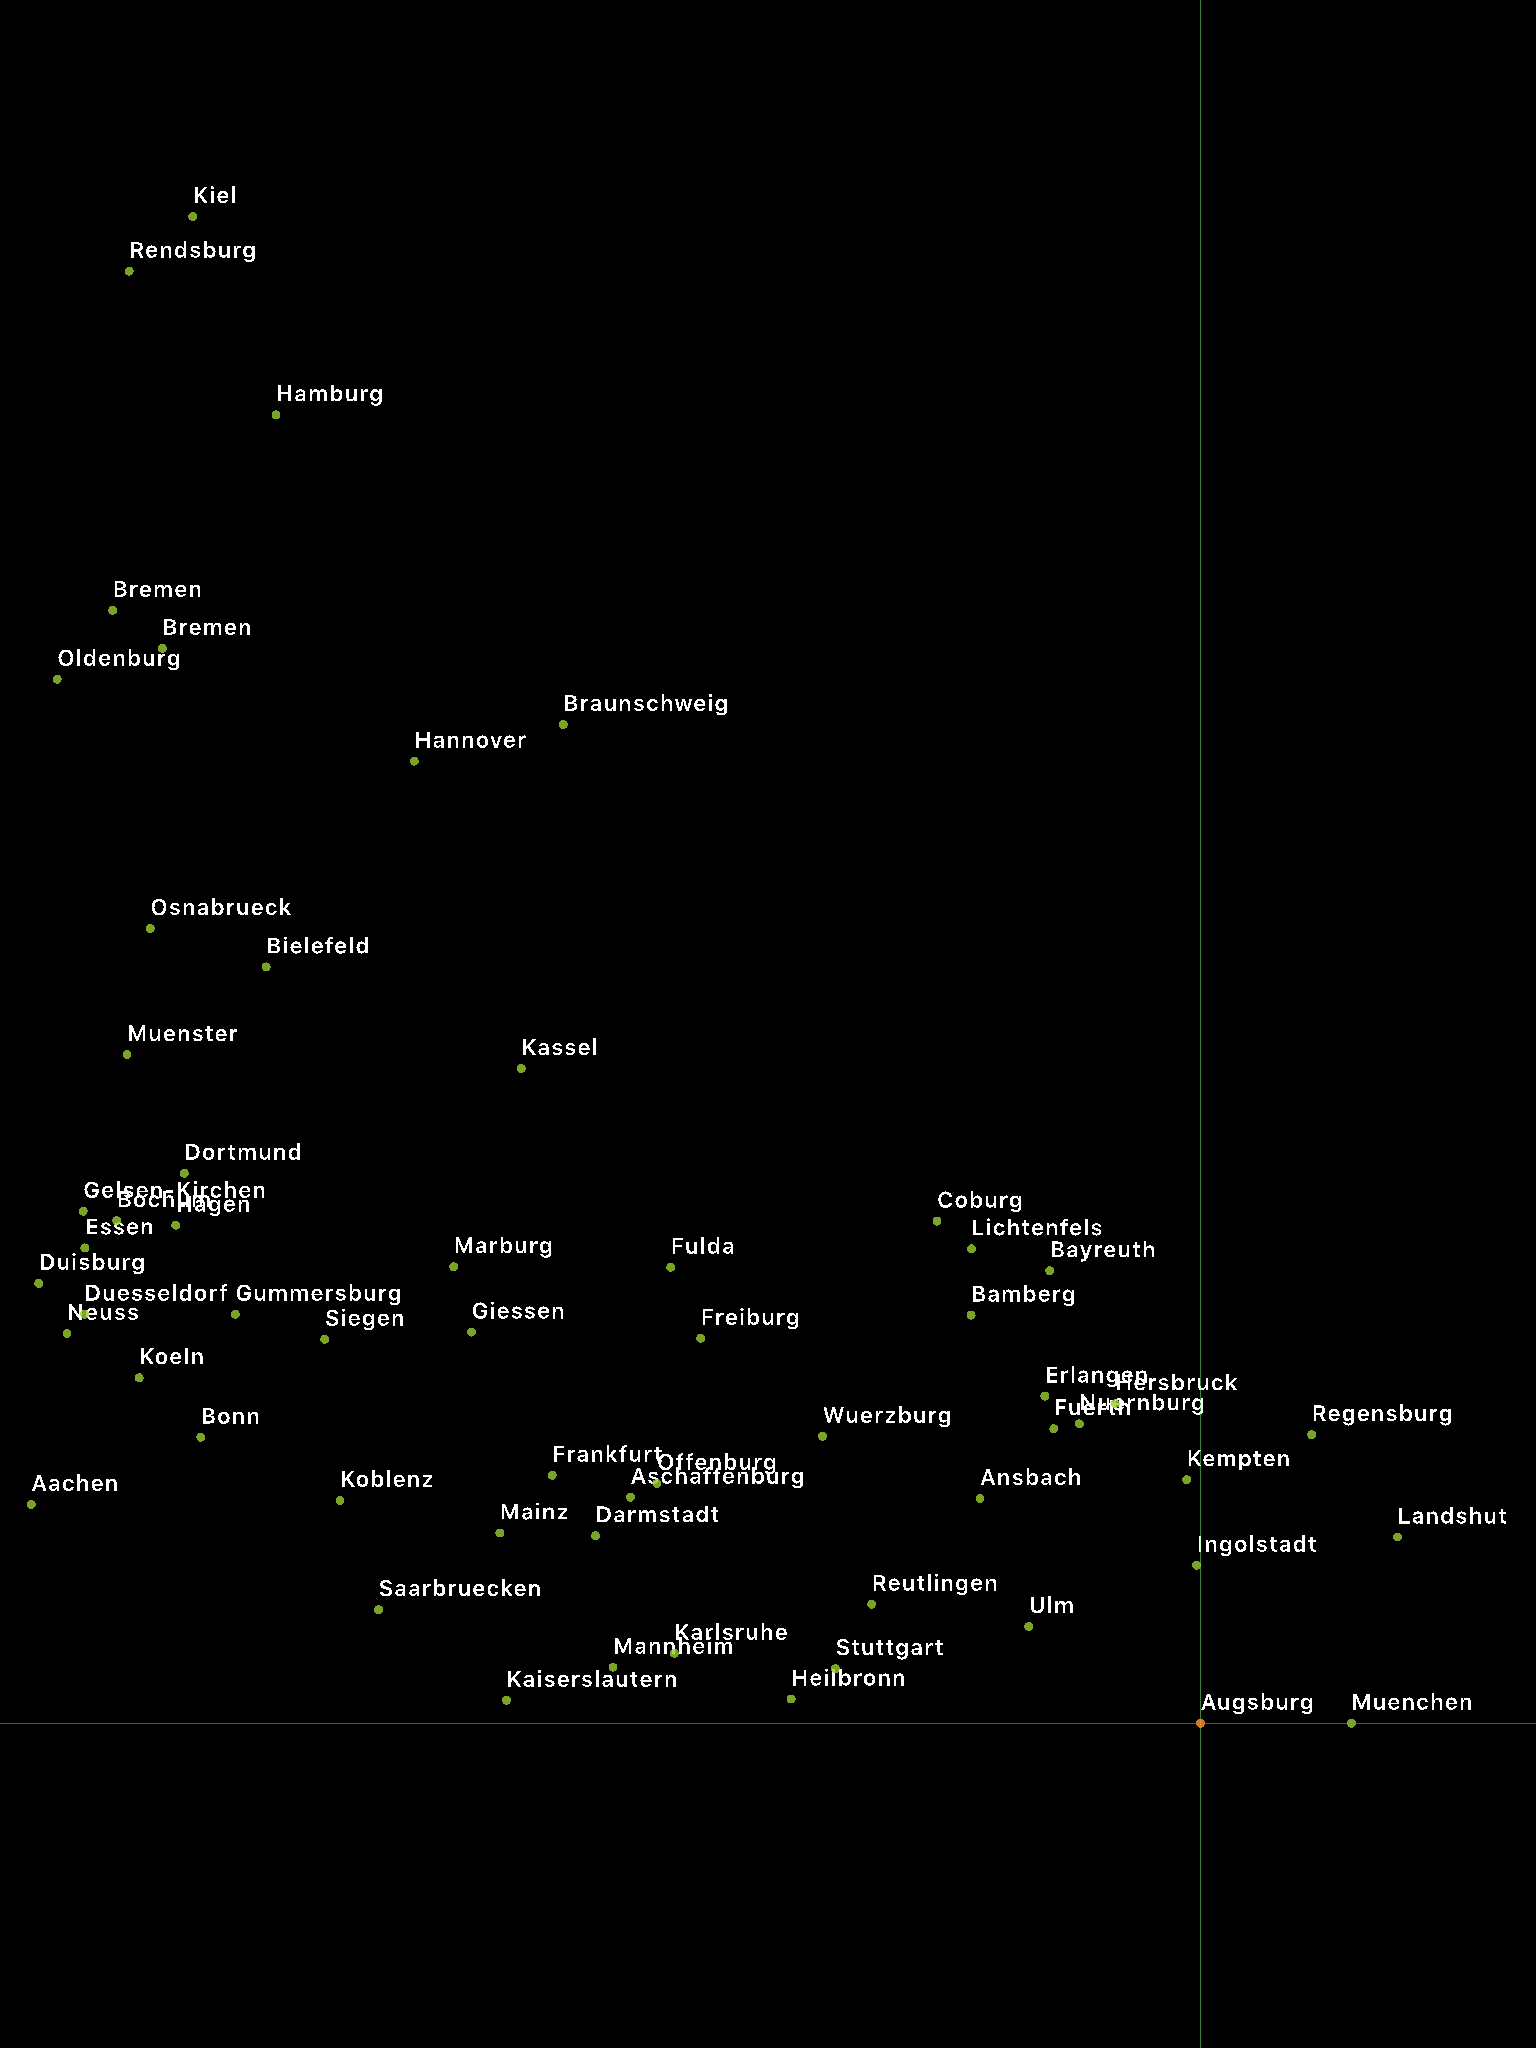 Kiel
Rendsburg
Hamburg
Bremen
Bremen
Oldenburg
Braunschweig
Hannover
Osnabrueck
Bielefeld
Muenster
Kassel
Dortmund
Gelsen-Kirchen
Bochum
Hagen
Coburg
Essen
Lichtenfels
Marburg
Fulda
Bayreuth
Duisburg
Duesseldorf
Gummersburg
Bamberg
Neuss
Giessen
Siegen
Freiburg
Koeln
Erlangen
Hersbruck
Nuernburg
Fuerth
Bonn
Wuerzburg
Regensburg
Frankfurt
Offenburg
Kempten
Aschaffenburg
Aachen
Koblenz
Ansbach
Mainz
Darmstadt
Landshut
Ingolstadt
Saarbruecken
Reutlingen
Ulm
Karlsruhe
Mannheim
Stuttgart
Kaiserslautern
Heilbronn
Augsburg
Muenchen